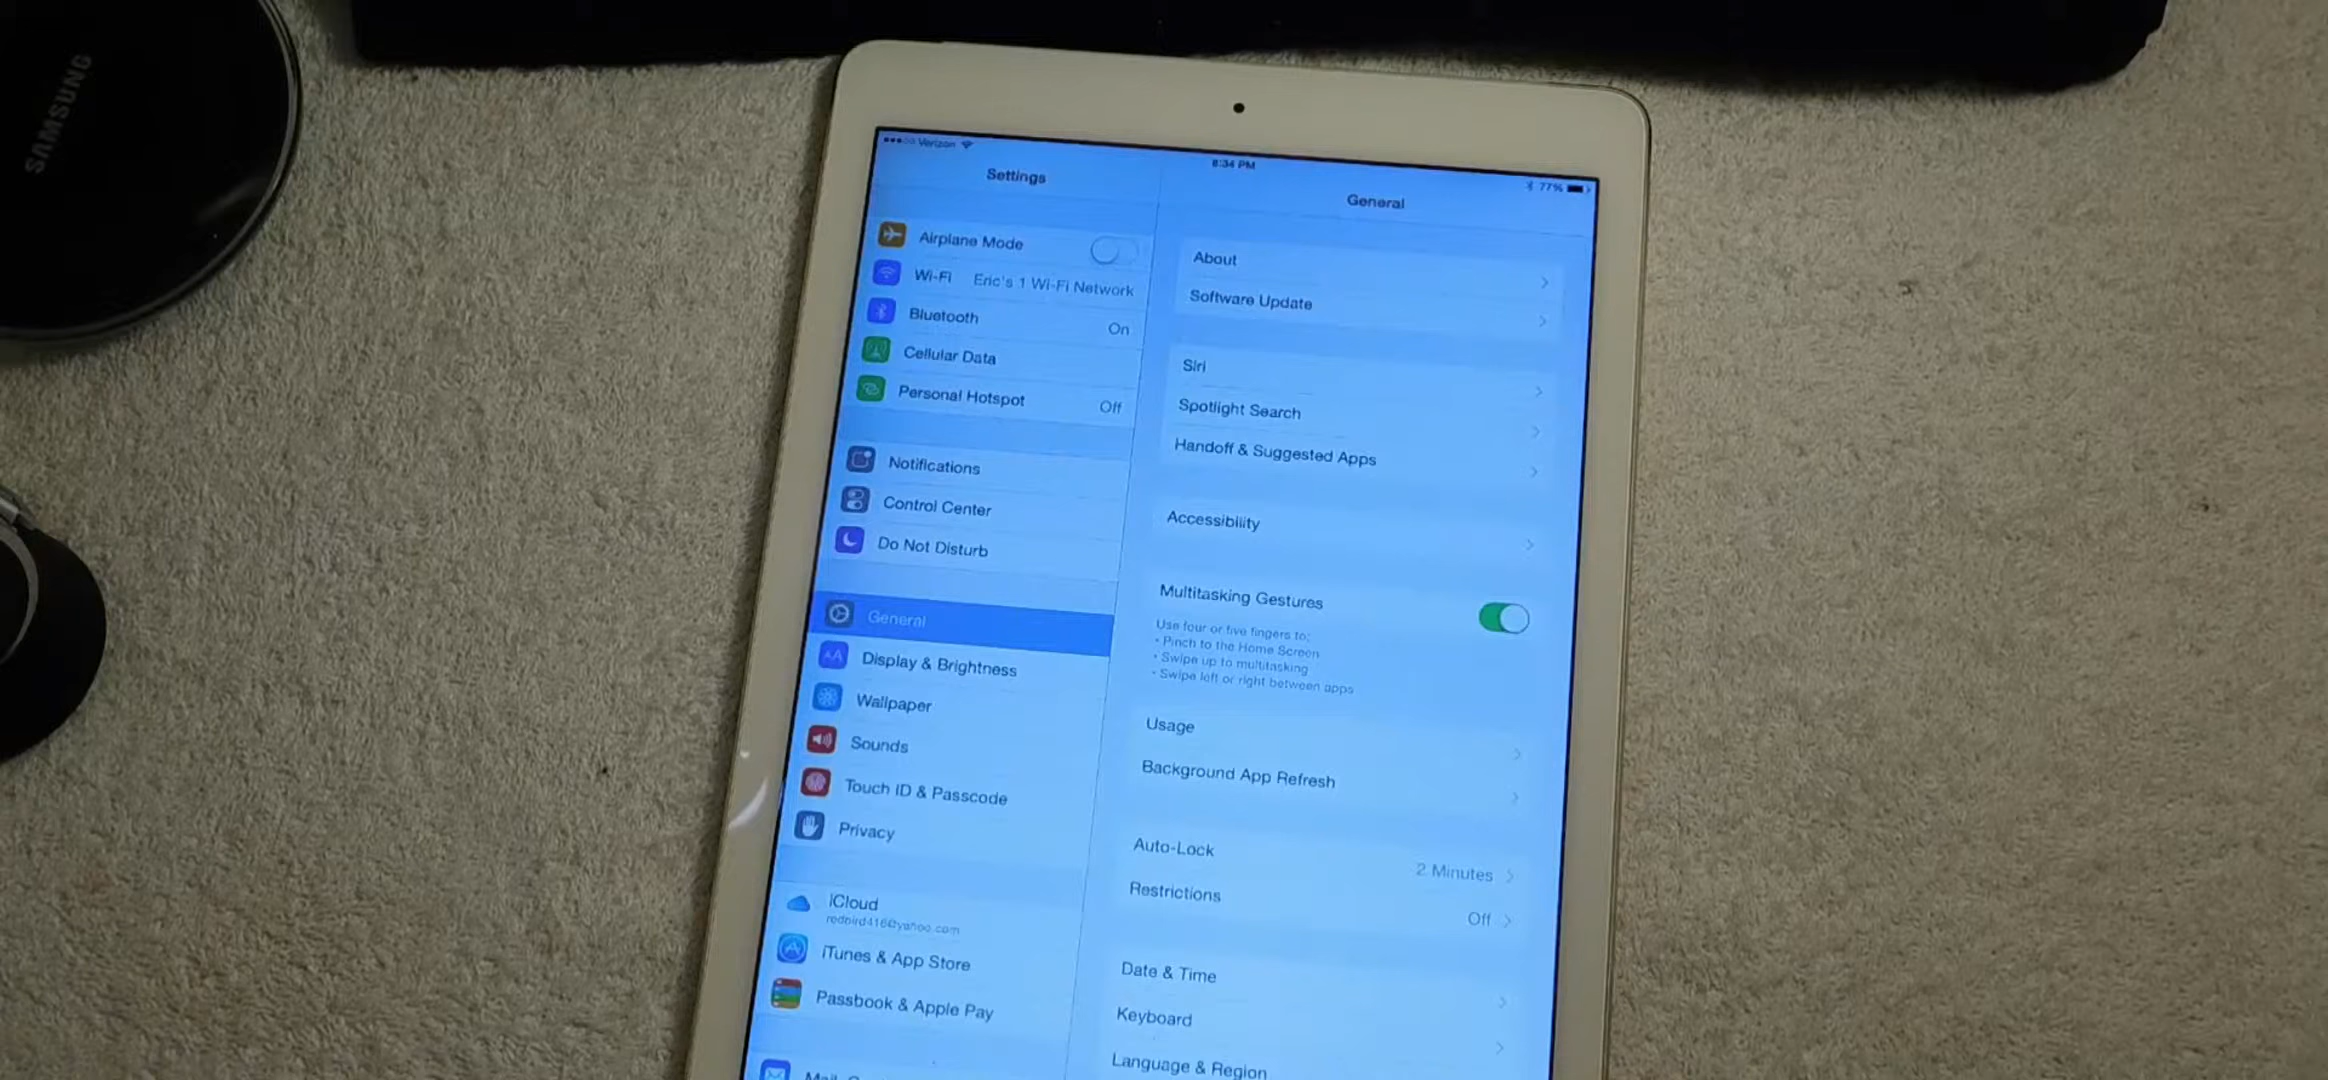 SAMSUNG
Verizon
8:34 PM
77%
Settings
General
Airplane Mode
Wi-Fi Eric's 1 Wi-Fi Network
Bluetooth On
Cellular Data
Personal Hotspot Off
Notifications
Control Center
Do Not Disturb
General
AA Display & Brightness
Wallpaper
Sounds
Touch ID & Passcode
Privacy
iCloud
redbird416@yahoo.com
iTunes & App Store
Passbook & Apple Pay
About
Software Update
Siri
Spotlight Search
Handoff & Suggested Apps
Accessibility
Multitasking Gestures
Use four or five fingers to:
• Pinch to the Home Screen
• Swipe up to multitasking
• Swipe left or right between apps
Usage
Background App Refresh
Auto-Lock 2 Minutes
Restrictions Off
Date & Time
Keyboard
Language & Region